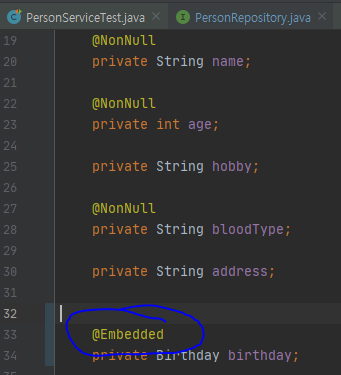 PersonServiceTest.java PersonRepository.java
19 @NonNull
20 private String name;
21
22 @NonNull
23 private int age;
24
25 private String hobby;
26
27 @NonNull
28 private String bloodType;
29
30 private String address;
31
32
33 @Embedded
34 private Birthday birthday;